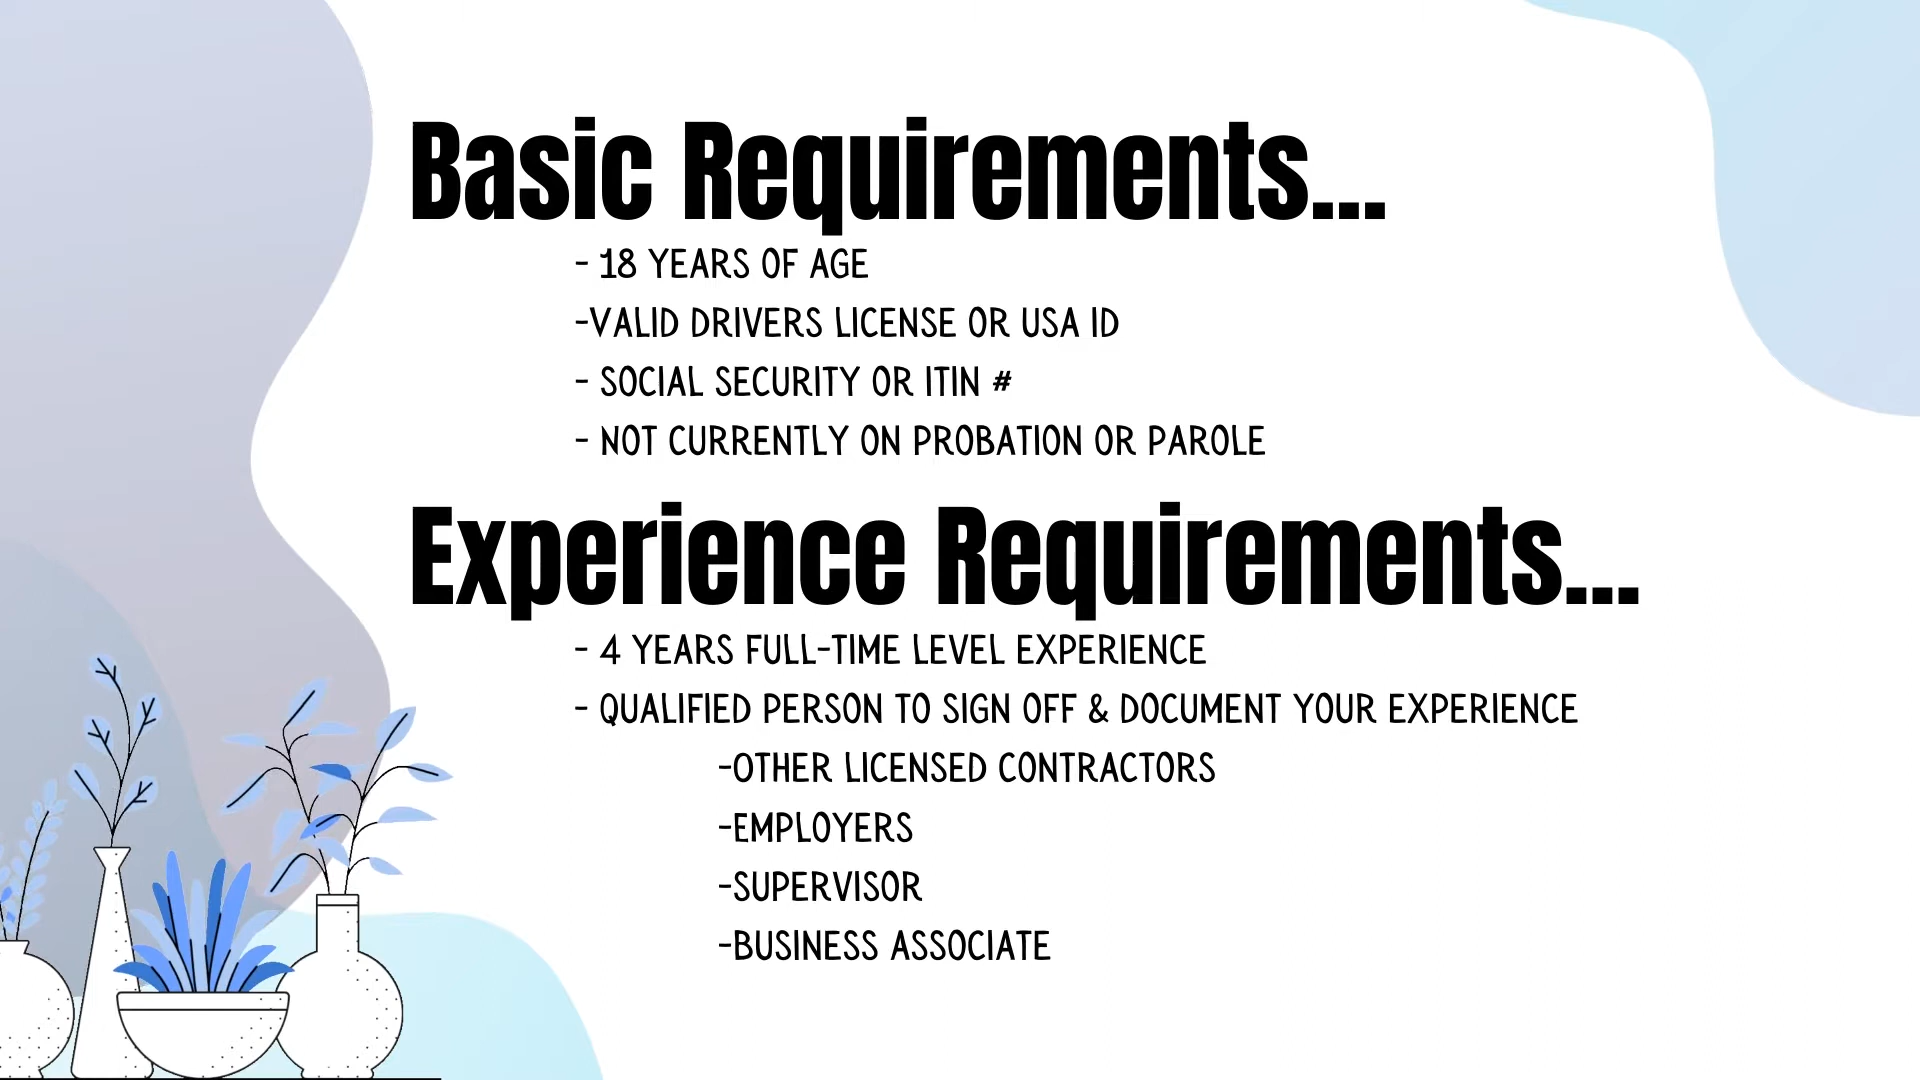 Basic Requirements...
- 18 YEARS OF AGE
-VALID DRIVERS LICENSE OR USA ID
- SOCIAL SECURITY OR ITIN #
- NOT CURRENTLY ON PROBATION OR PAROLE
Experience Requirements...
- 4 YEARS FULL-TIME LEVEL EXPERIENCE
- QUALIFIED PERSON TO SIGN OFF & DOCUMENT YOUR EXPERIENCE
-OTHER LICENSED CONTRACTORS
-EMPLOYERS
-SUPERVISOR
-BUSINESS ASSOCIATE